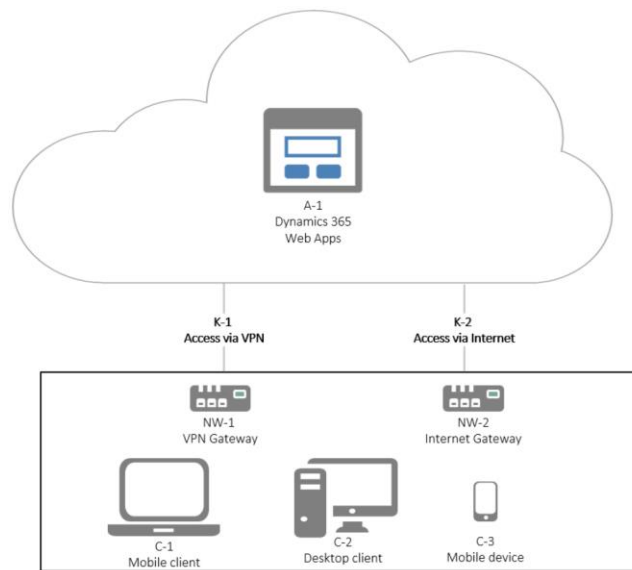 A-1
Dynamics 365
Web Apps
K-1
Access via VPN
K-2
Access via Internet
NW-1
VPN Gateway
NW-2
Internet Gateway
C-1
Mobile client
C-2
Desktop client
C-3
Mobile device